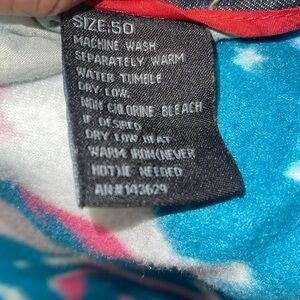 SIZE:50
MACHINE WASH
SEPARATELY WARM
WATER TUMBLE
DRY LOW.
NON CHLORINE BLEACH
IF DESIRED
DRY LOW HEAT
WARM IRON(NEVER
HOT)IF NEEDED
AN#143629